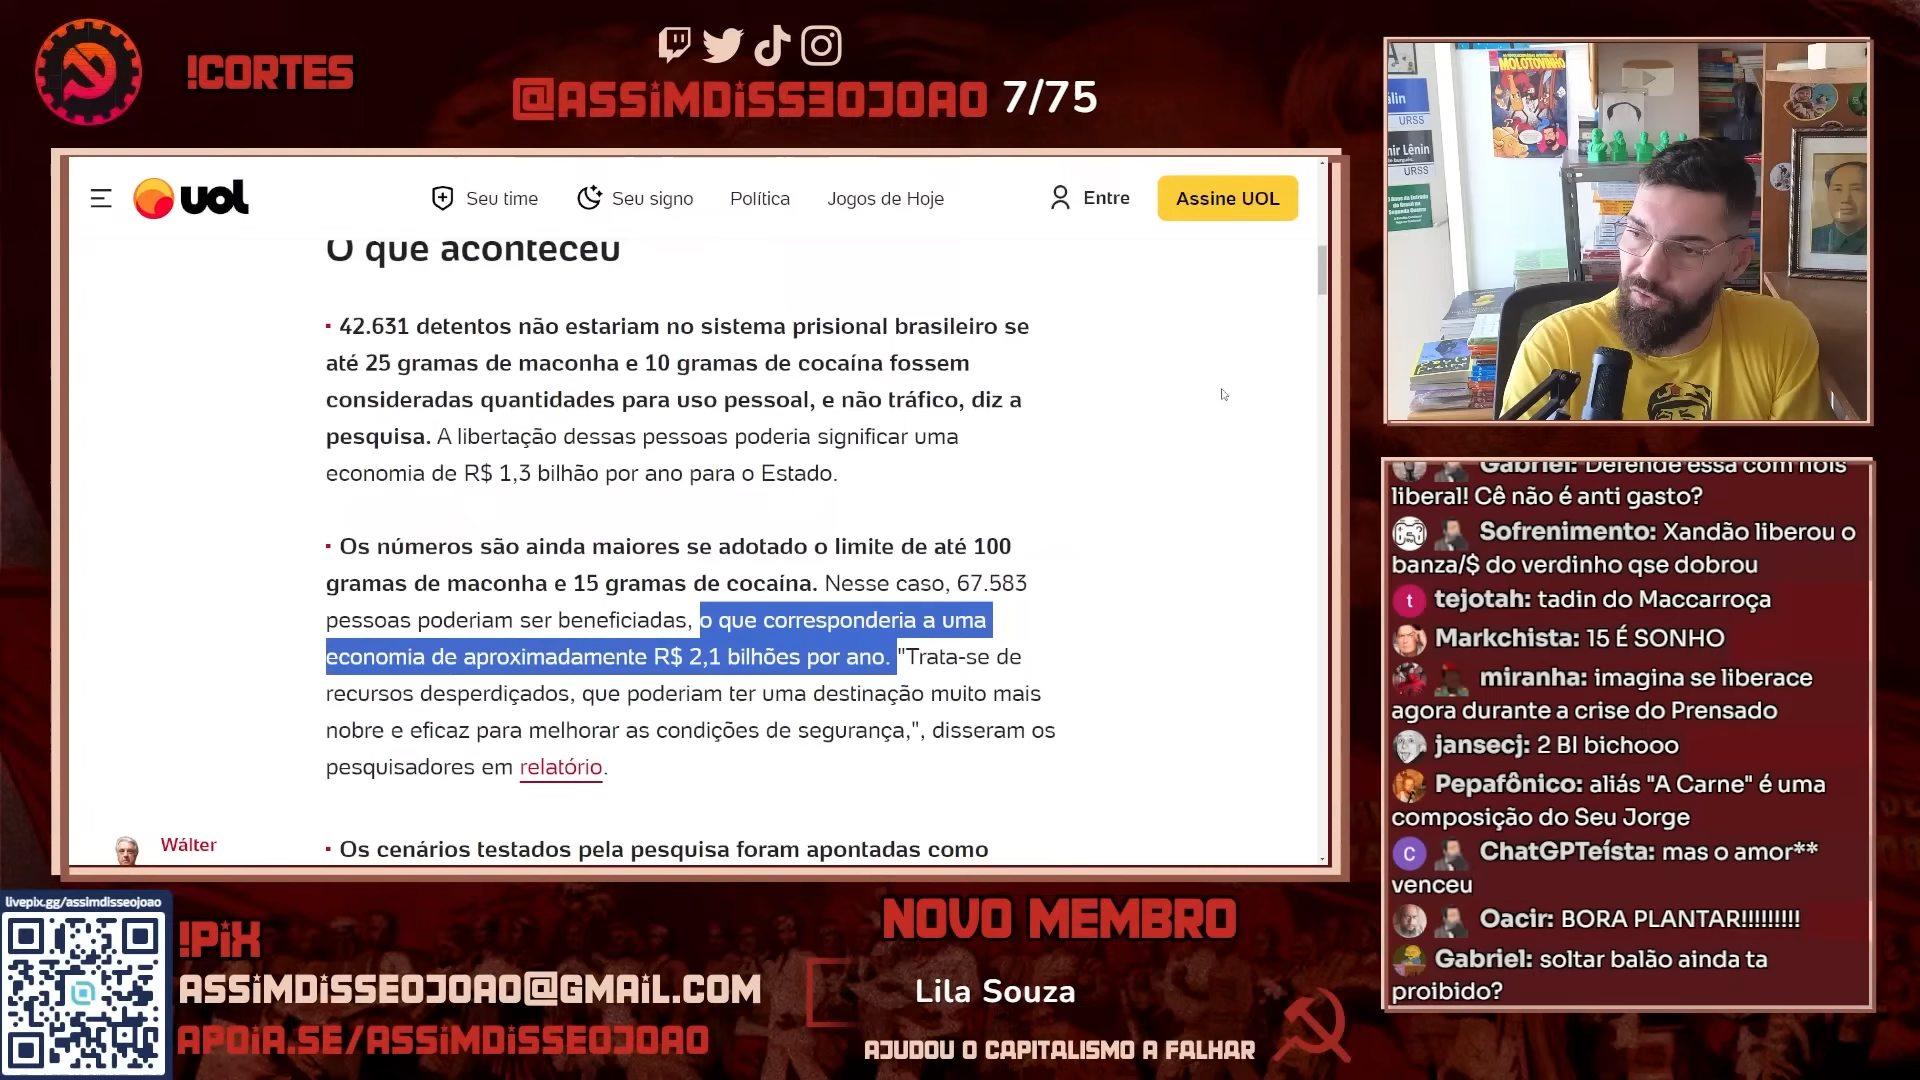 !CORTES
@ASSIMDISSEOJOAO 7/75
uol
Seu time
Seu signo
Política
Jogos de Hoje
Entre
Assine UOL
O que aconteceu
42.631 detentos não estariam no sistema prisional brasileiro se
até 25 gramas de maconha e 10 gramas de cocaína fossem
consideradas quantidades para uso pessoal, e não tráfico, diz a
pesquisa. A libertação dessas pessoas poderia significar uma
economia de R$ 1,3 bilhão por ano para o Estado.
Os números são ainda maiores se adotado o limite de até 100
gramas de maconha e 15 gramas de cocaína. Nesse caso, 67.583
pessoas poderiam ser beneficiadas, o que corresponderia a uma
economia de aproximadamente R$ 2,1 bilhões por ano. "Trata-se de
recursos desperdiçados, que poderiam ter uma destinação muito mais
nobre e eficaz para melhorar as condições de segurança,", disseram os
pesquisadores em relatório.
Wálter
Os cenários testados pela pesquisa foram apontadas como
MOLOTOVINHO
URSS
URSS
Gabriel: Defende essa com nois
liberal! Cê não é anti gasto?
Sofrenimento: Xandão liberou o
banza/$ do verdinho qse dobrou
t tejotah: tadin do Maccarroça
Markchista: 15 É SONHO
miranha: imagina se liberace
agora durante a crise do Prensado
jansecj: 2 BI bichooo
Pepafônico: aliás "A Carne" é uma
composição do Seu Jorge
C ChatGPTeísta: mas o amor**
venceu
Oacir: BORA PLANTAR!!!!!!!!!
Gabriel: soltar balão ainda ta
proibido?
livepix.gg/assimdisseojoao
!PIX
ASSIMDISSEOJOAO@GMAIL.COM
APOIA.SE/ASSIMDISSEOJOAO
NOVO MEMBRO
Lila Souza
AJUDOU O CAPITALISMO A FALHAR